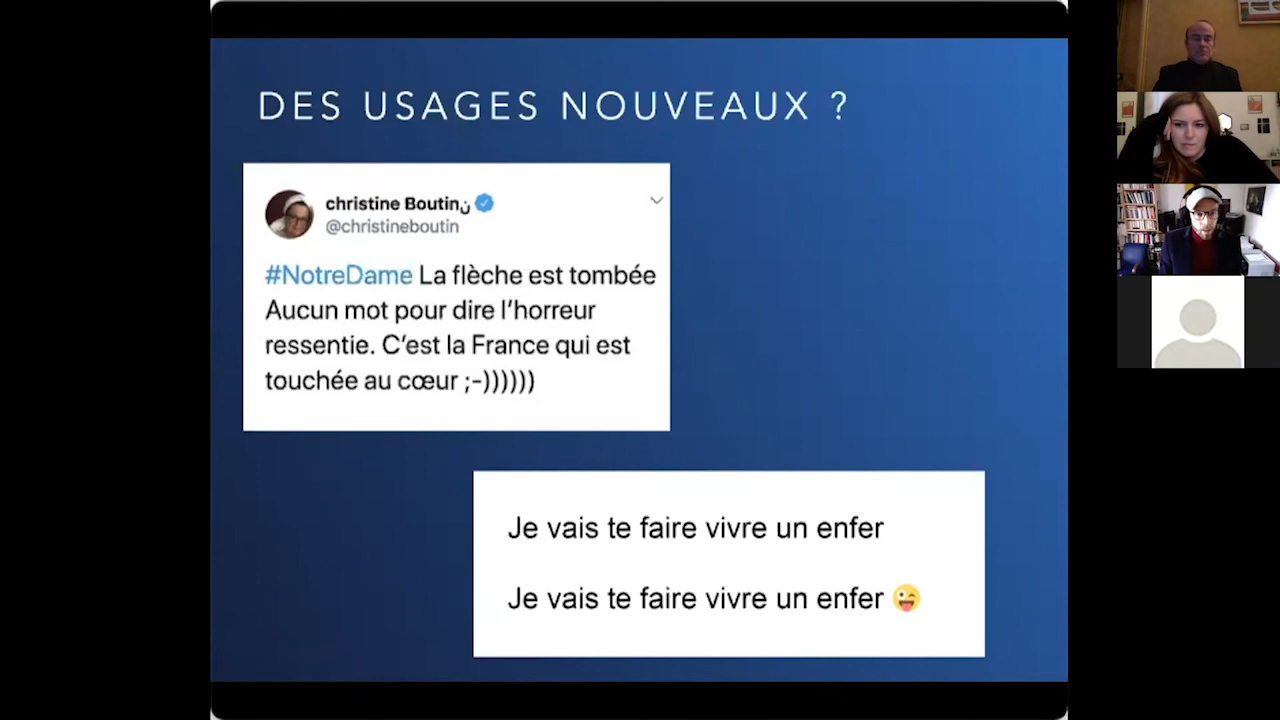 DES USAGES NOUVEAUX ?
christine Boutinن
@christineboutin
#NotreDame La flèche est tombée
Aucun mot pour dire l’horreur
ressentie. C’est la France qui est
touchée au cœur ;-))))))
Je vais te faire vivre un enfer
Je vais te faire vivre un enfer 😜